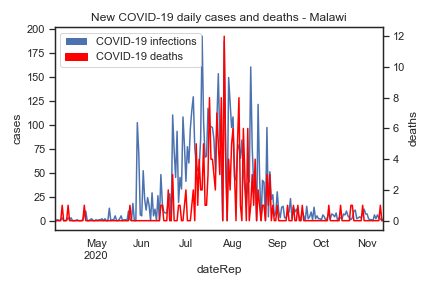 New COVID-19 daily cases and deaths - Malawi
COVID-19 infections
COVID-19 deaths
200
175
150
125
100
75
50
25
0
cases
12
10
8
6
4
2
0
deaths
May Jun Jul Aug Sep Oct Nov
2020
dateRep